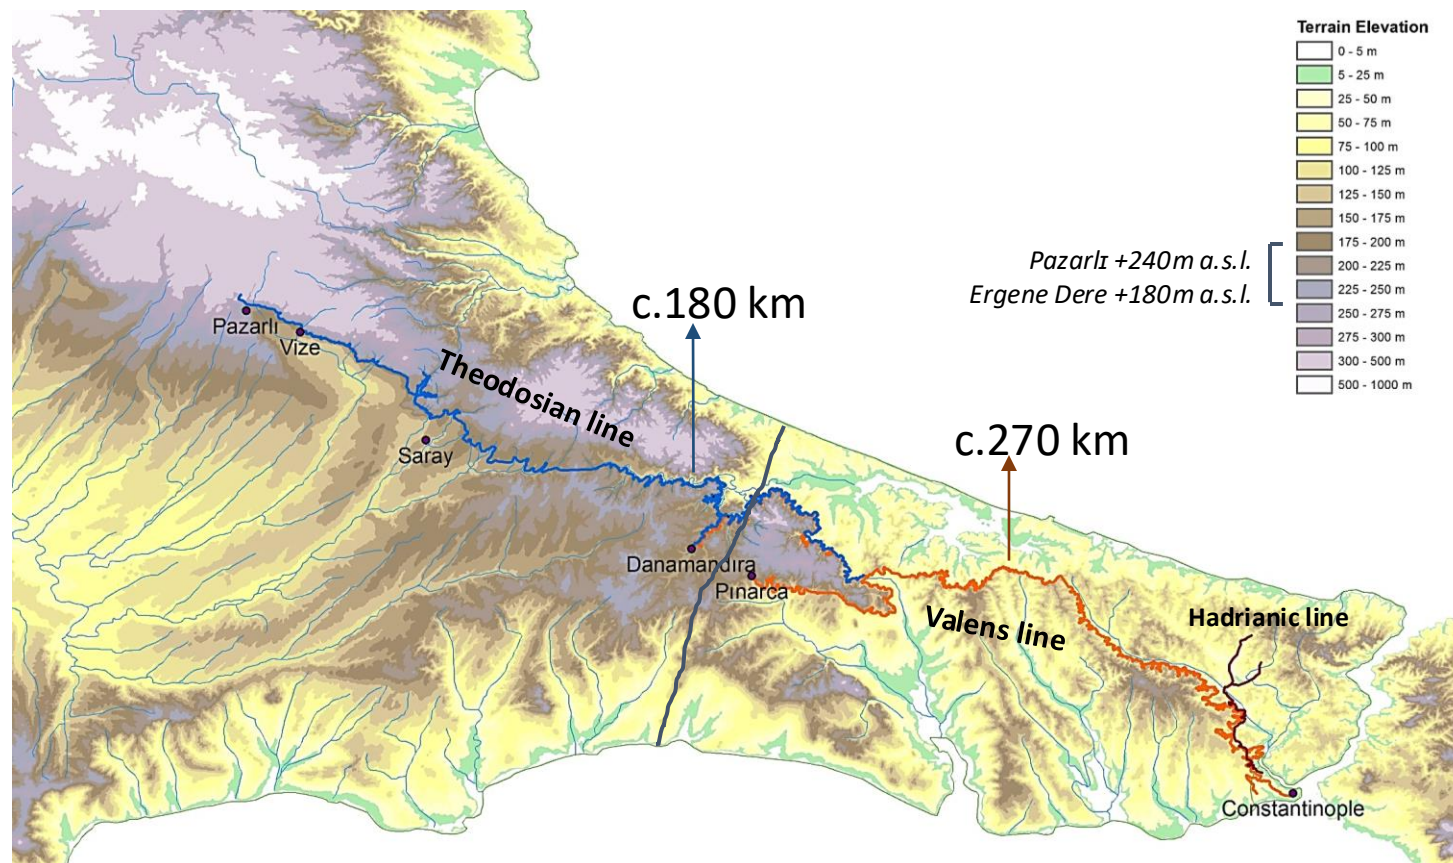 Terrain Elevation
0 - 5 m
5 - 25 m
25 - 50 m
50 - 75 m
75 - 100 m
100 - 125 m
125 - 150 m
150 - 175 m
175 - 200 m
200 - 225 m
225 - 250 m
250 - 275 m
275 - 300 m
300 - 500 m
500 - 1000 m
Pazarlı +240m a.s.l.
Ergene Dere +180m a.s.l.
c.180 km
Pazarlı
Vize
Theodosian line
c.270 km
Saray
Danamandıra
Pınarca
Valens line
Hadrianic line
Constantinople